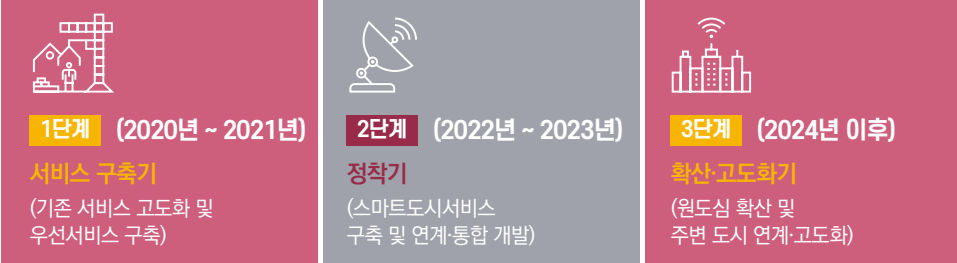 1단계 (2020년 ~ 2021년)
서비스 구축기
(기존 서비스 고도화 및
우선서비스 구축)
2단계 (2022년 ~ 2023년)
정착기
(스마트도시서비스
구축 및 연계·통합 개발)
3단계 (2024년 이후)
확산·고도화기
(원도심 확산 및
주변 도시 연계·고도화)